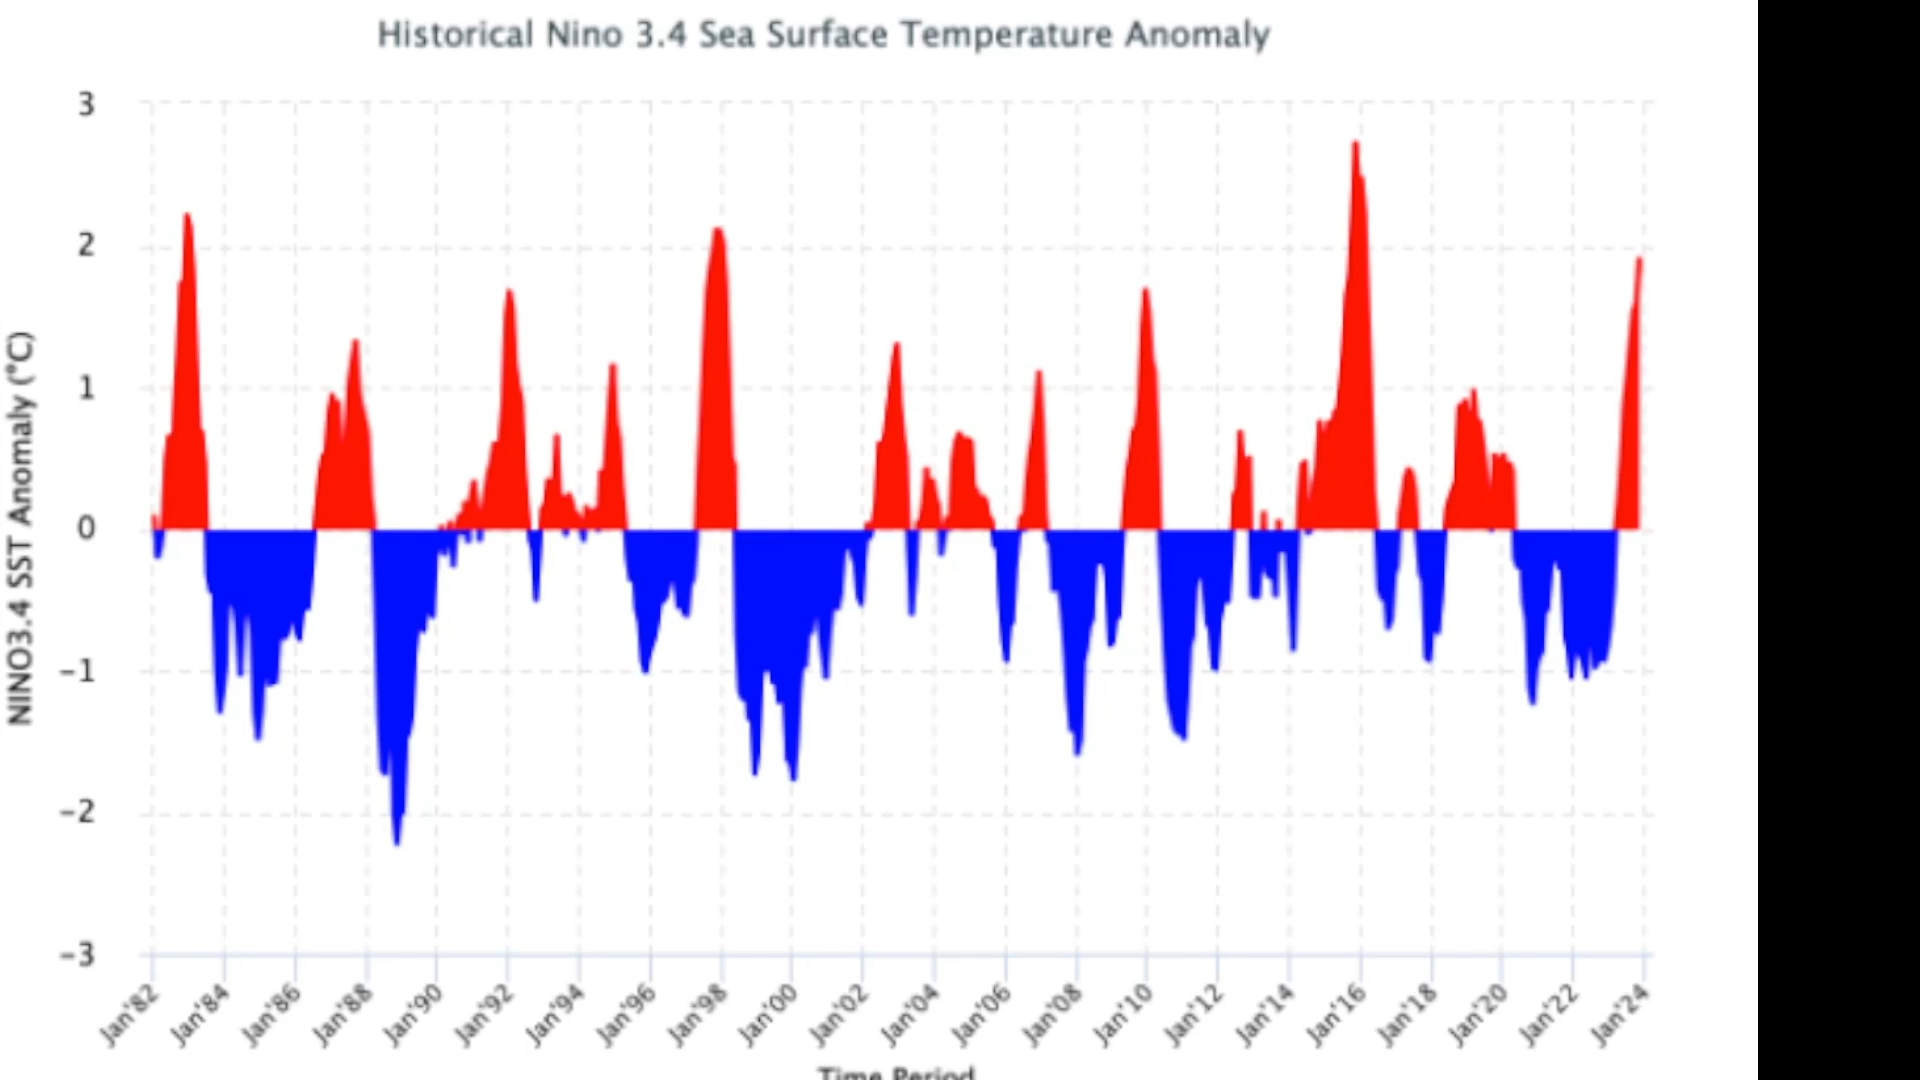 Historical Nino 3.4 Sea Surface Temperature Anomaly
NINO3.4 SST Anomaly (°C)
3
2
1
0
-1
-2
-3
Jan'82 Jan'84 Jan'86 Jan'88 Jan'90 Jan'92 Jan'94 Jan'96 Jan'98 Jan'00 Jan'02 Jan'04 Jan'06 Jan'08 Jan'10 Jan'12 Jan'14 Jan'16 Jan'18 Jan'20 Jan'22 Jan'24
Time Period